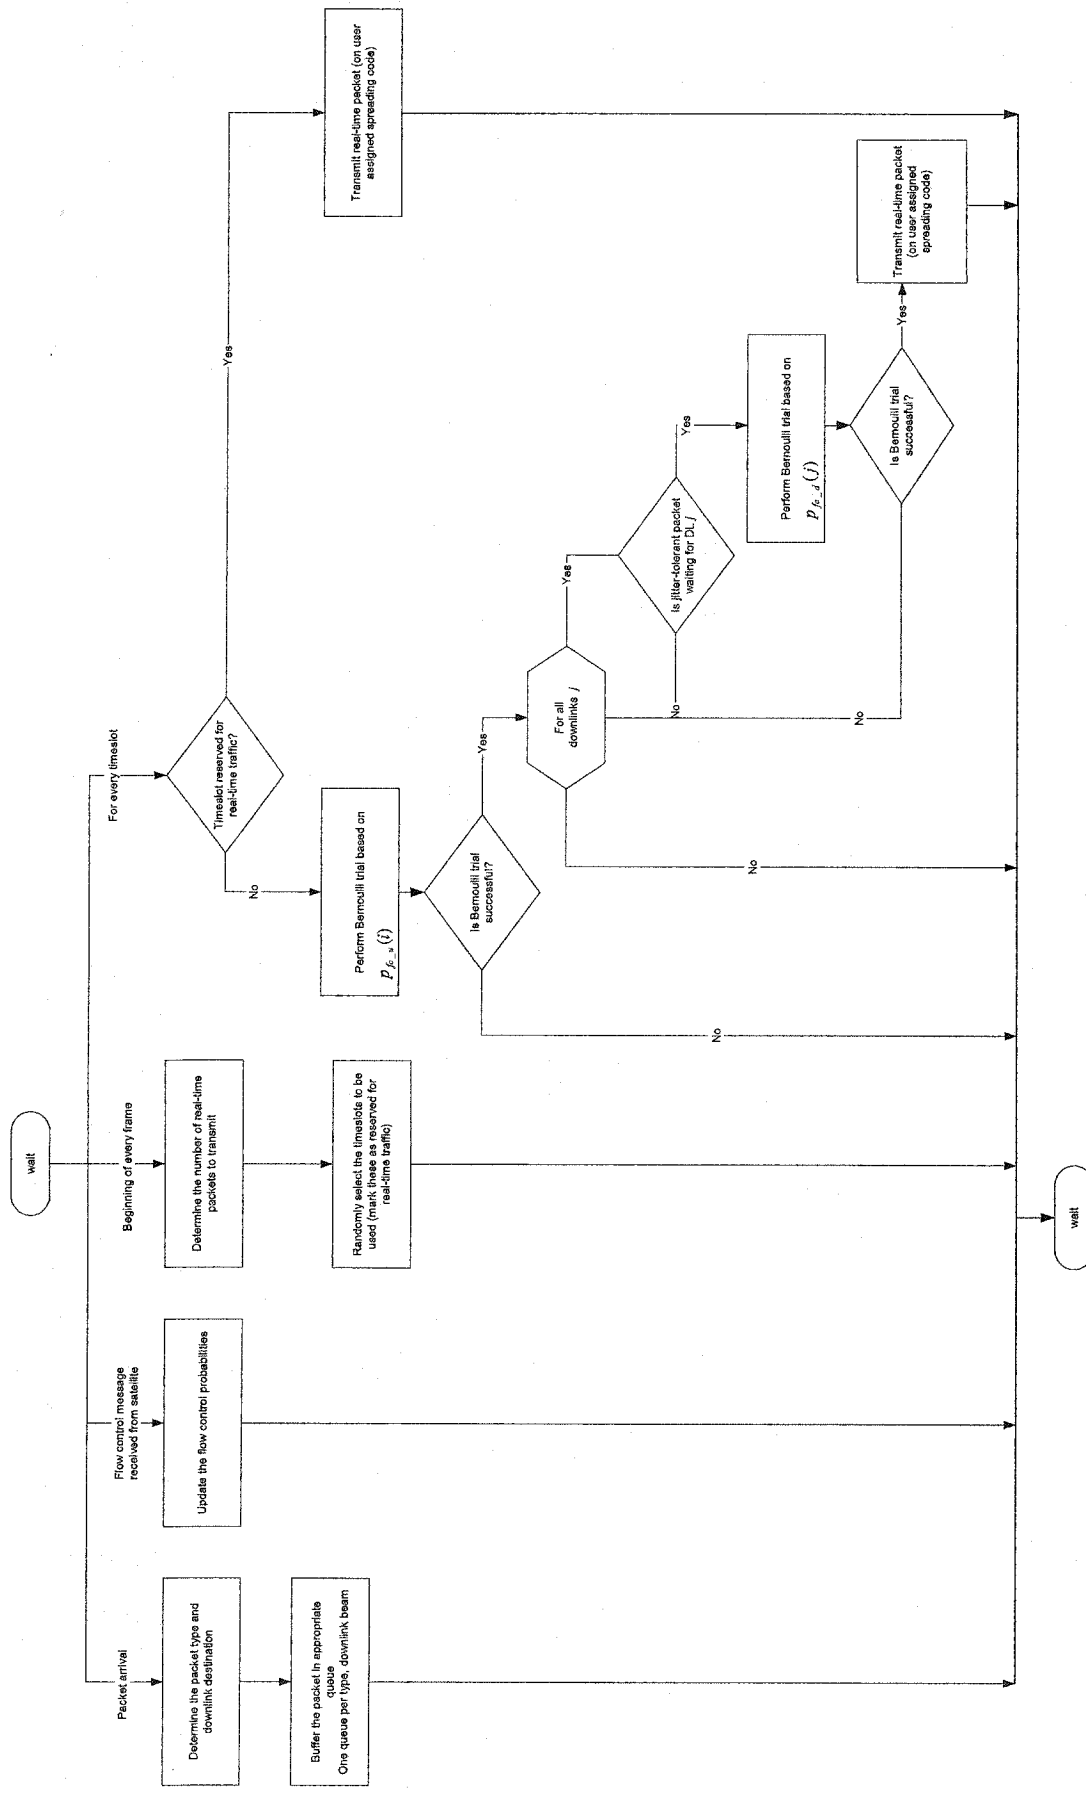 wait
Packet arrival
Determine the packet type and
downlink destination
Buffer the packet in appropriate
queue
One queue per type, downlink beam
Flow control message
received from satellite
Update the flow control probabilities
Beginning of every frame
Determine the number of real-time
packets to transmit
Randomly select the timeslots to be
used (mark these as reserved for
real-time traffic)
For every timeslot
Timeslot reserved for
real-time traffic?
No
Yes
Transmit real-time packet (on user
assigned spreading code)
Perform Bernoulli trial based on
p_{fc_u}(i)
Is Bernoulli trial
successful?
No
Yes
For all
downlinks j
No
Yes
Is jitter-tolerant packet
waiting for DL j
No
Yes
Perform Bernoulli trial based on
p_{fc_d}(j)
Is Bernoulli trial
successful?
No
Yes
Transmit real-time packet
(on user assigned
spreading code)
wait